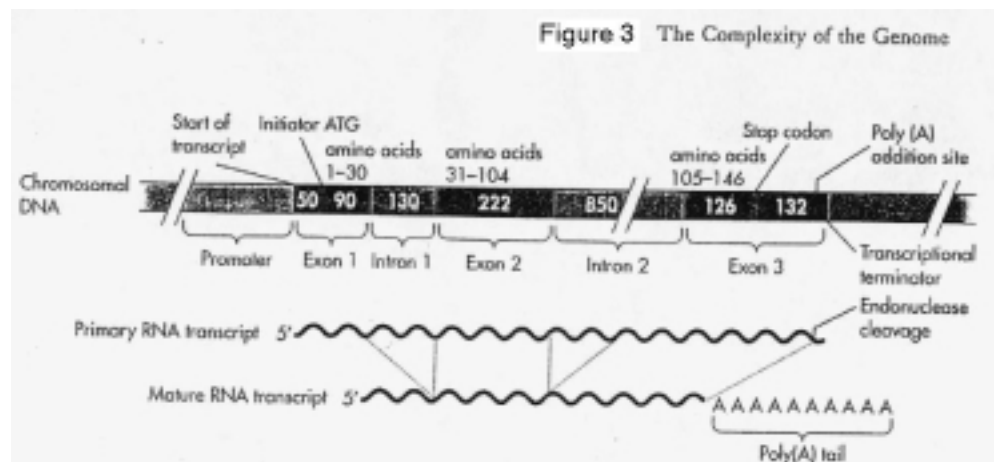 Figure 3 The Complexity of the Genome
Start of
transcript
Initiator ATG
amino acids
1–30
amino acids
31–104
amino acids
105–146
Stop codon
Poly (A)
addition site
Chromosomal
DNA
50 90 130 222 850 126 132
Promoter Exon 1 Intron 1 Exon 2 Intron 2 Exon 3
Transcriptional
terminator
Endonuclease
cleavage
Primary RNA transcript 5'
Mature RNA transcript 5'
A A A A A A A A A A
Poly(A) tail